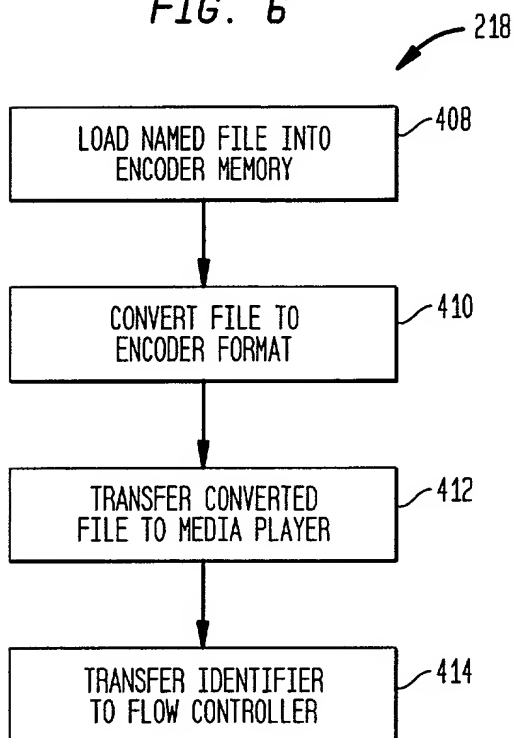 FIG. 6
218
LOAD NAMED FILE INTO
ENCODER MEMORY
408
CONVERT FILE TO
ENCODER FORMAT
410
TRANSFER CONVERTED
FILE TO MEDIA PLAYER
412
TRANSFER IDENTIFIER
TO FLOW CONTROLLER
414